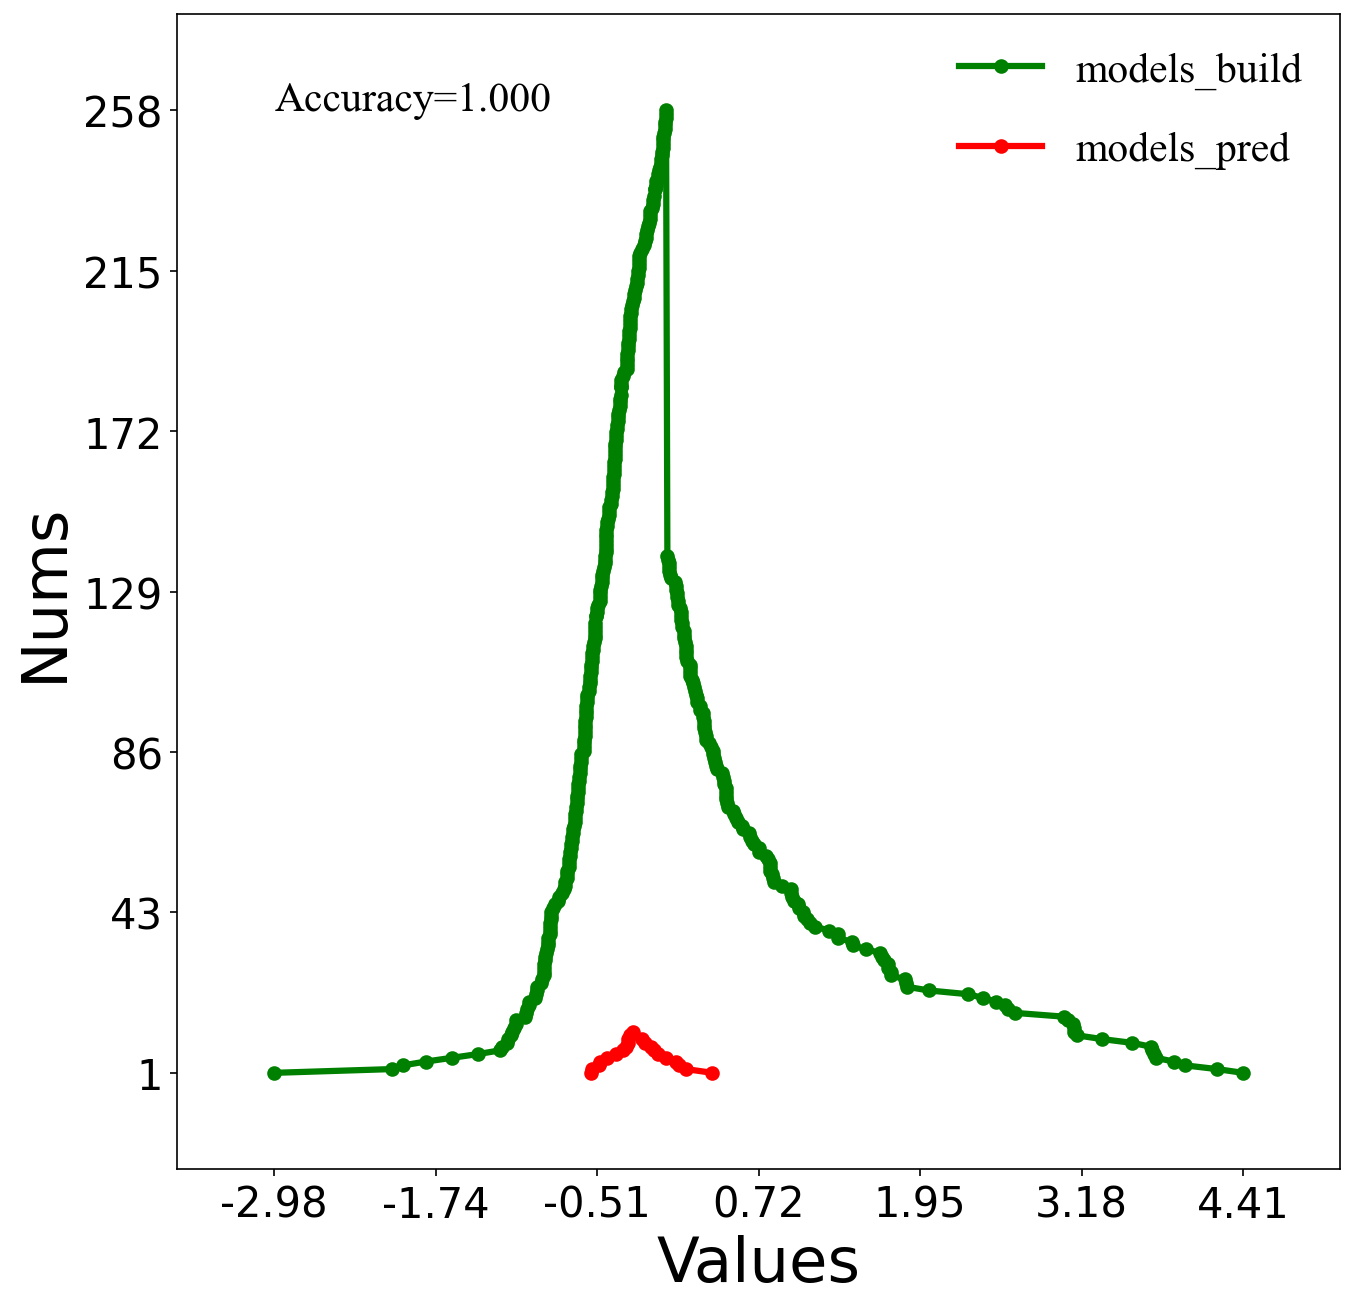 Accuracy=1.000
models_build
models_pred
258
215
172
129
86
43
1
Nums
-2.98 -1.74 -0.51 0.72 1.95 3.18 4.41
Values